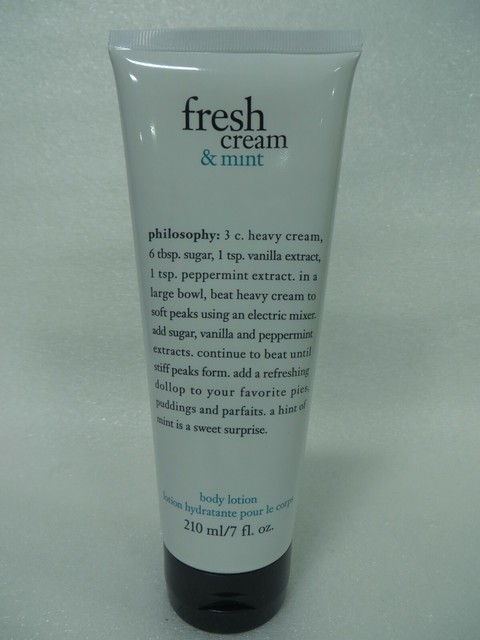 fresh
cream
& mint
philosophy: 3 c. heavy cream,
6 tbsp. sugar, 1 tsp. vanilla extract,
1 tsp. peppermint extract. in a
large bowl, beat heavy cream to
soft peaks using an electric mixer.
add sugar, vanilla and peppermint
extracts. continue to beat until
stiff peaks form. add a refreshing
dollop to your favorite pies,
puddings and parfaits. a hint of
mint is a sweet surprise.
body lotion
lotion hydratante pour le corps
210 ml/7 fl. oz.